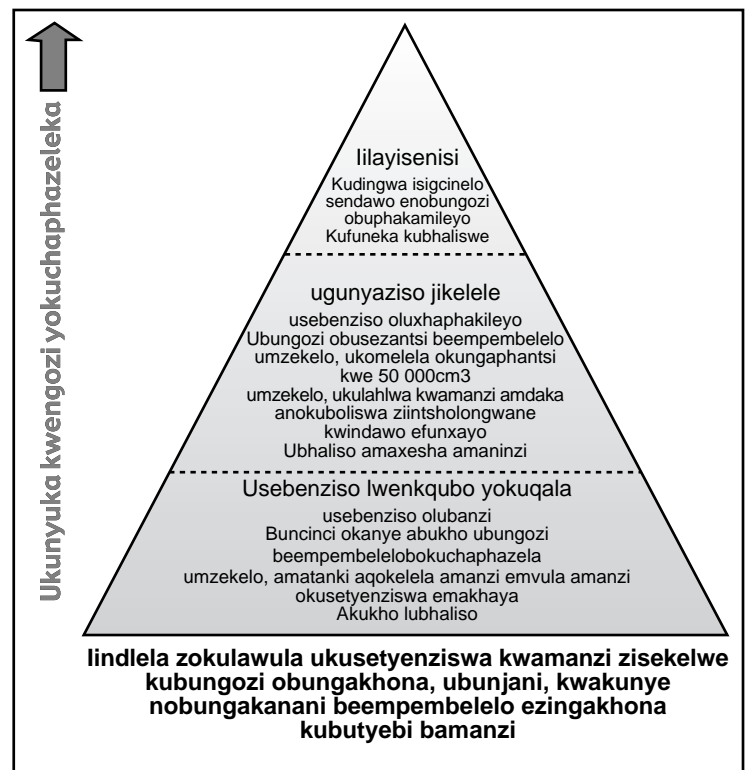 Ukunyuka kwengozi yokuchaphazeleka
Iilayisenisi
Kudingwa isigcinelo
sendawo enobungozi
obuphakamileyo
Kufuneka kubhaliswe
ugunyaziso jikelele
usebenziso oluxhaphakileyo
Ubungozi obusezantsi beempembelelo
umzekelo, ukomelela okungaphantsi
kwe 50 000cm3
umzekelo, ukulahlwa kwamanzi amdaka
anokuboliswa ziintsholongwane
kwindawo efunxayo
Ubhaliso amaxesha amaninzi
Usebenziso lwenkqubo yokuqala
usebenziso olubanzi
Buncinci okanye abukho ubungozi
beempembelelobokuchaphazela
umzekelo, amatanki aqokelela amanzi emvula amanzi
okusetyenziswa emakhaya
Akukho lubhaliso
Iindlela zokulawula ukusetyenziswa kwamanzi zisekelwe
kubungozi obungakhona, ubunjani, kwakunye
nobungakanani beempembelelo ezingakhona
kubutyebi bamanzi